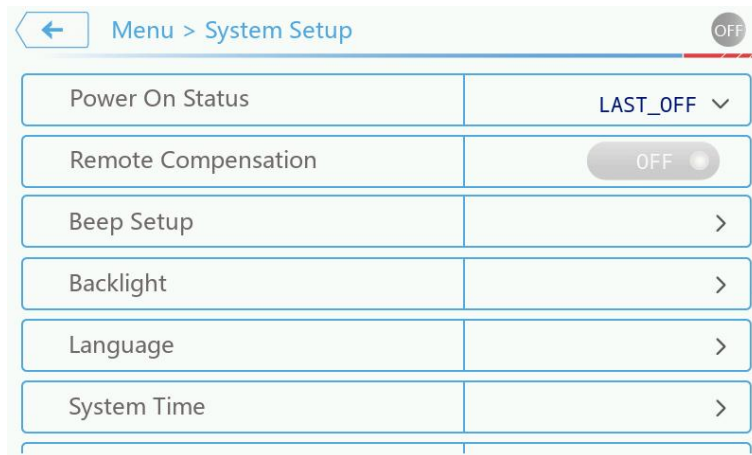 Menu > System Setup
OFF
Power On Status
LAST_OFF
Remote Compensation
OFF
Beep Setup
Backlight
Language
System Time